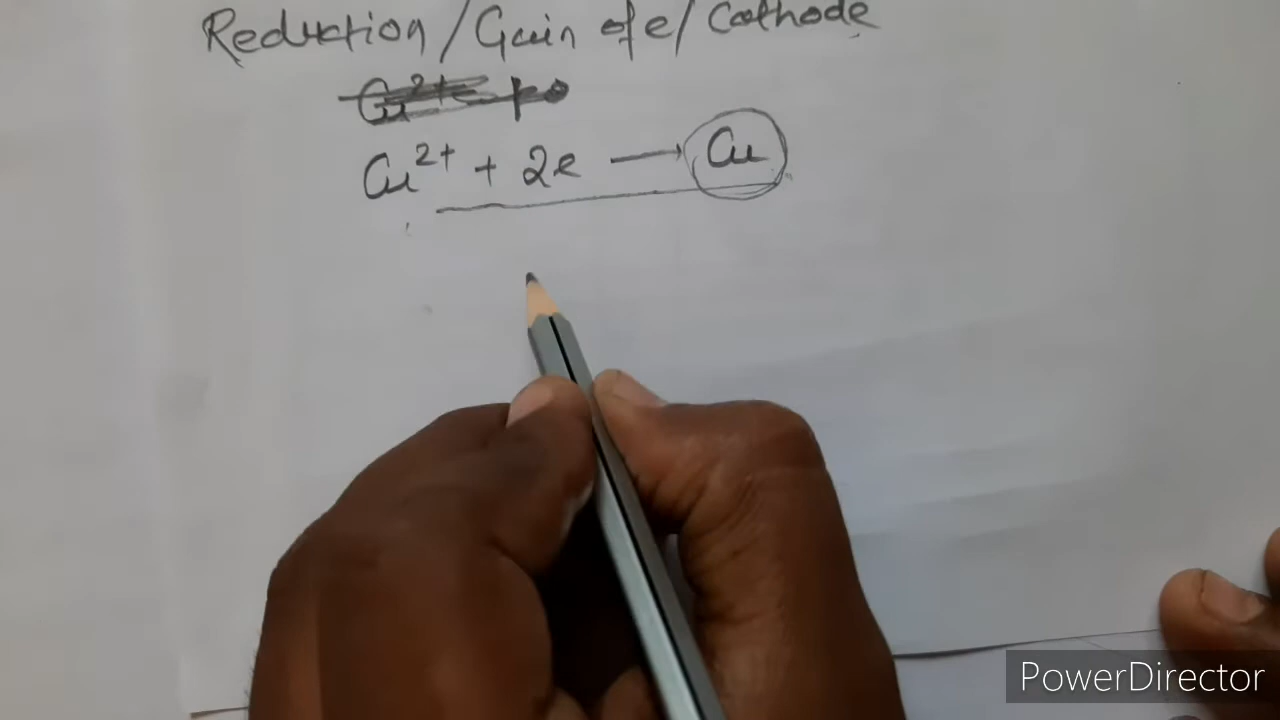 Reduction/Gain of e/Cathode
Cu²⁺ + 2e → Cu
PowerDirector